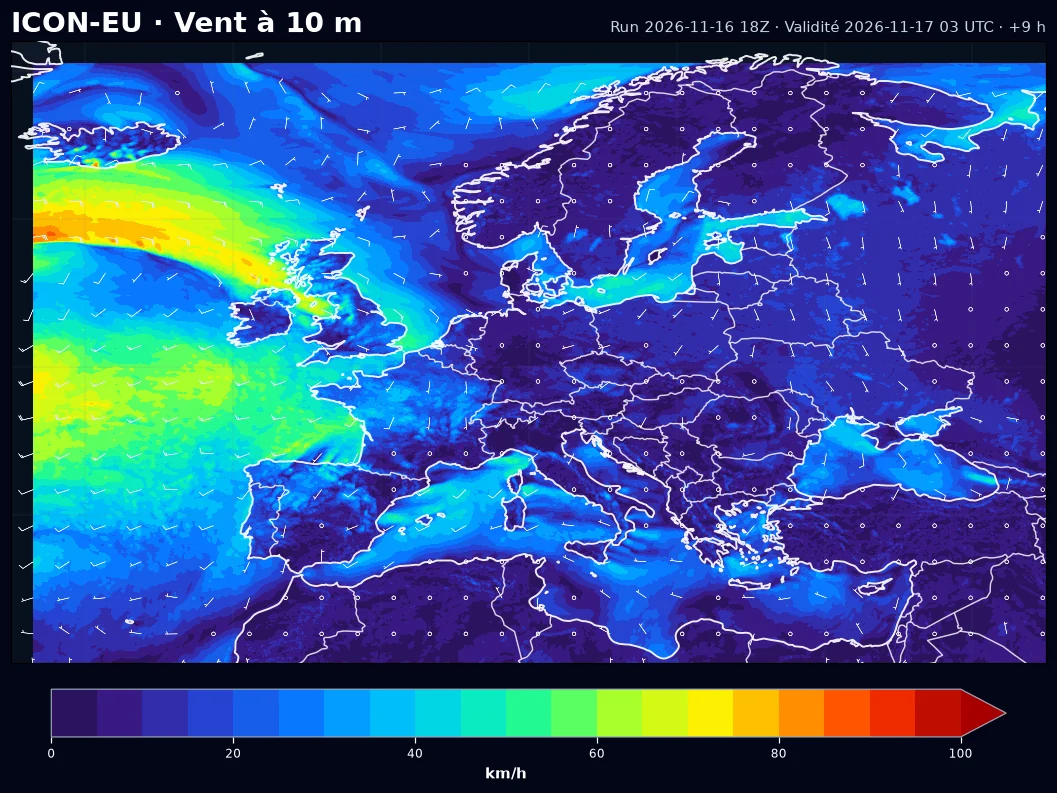 ICON-EU · Vent à 10 m
Run 2026-11-16 18Z · Validité 2026-11-17 03 UTC · +9 h
0 20 40 60 80 100
km/h